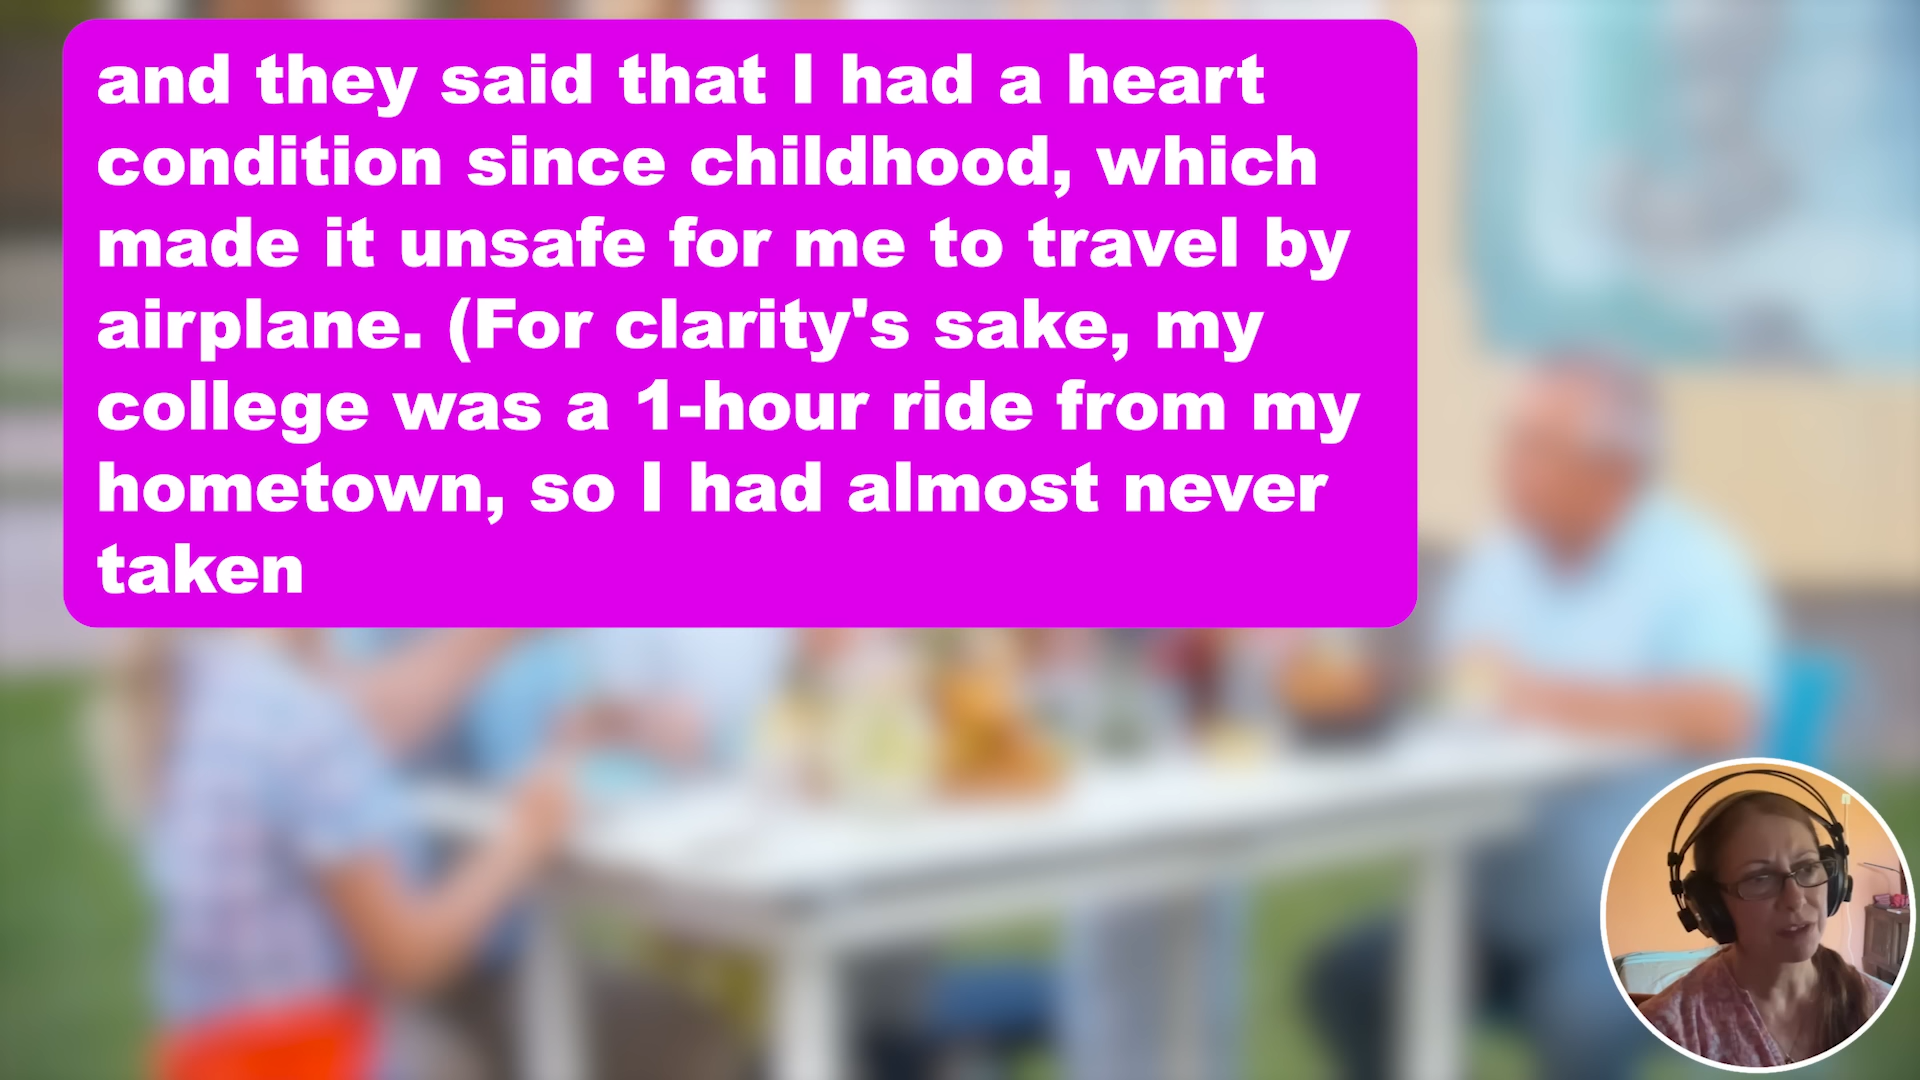 and they said that I had a heart
condition since childhood, which
made it unsafe for me to travel by
airplane. (For clarity's sake, my
college was a 1-hour ride from my
hometown, so I had almost never
taken